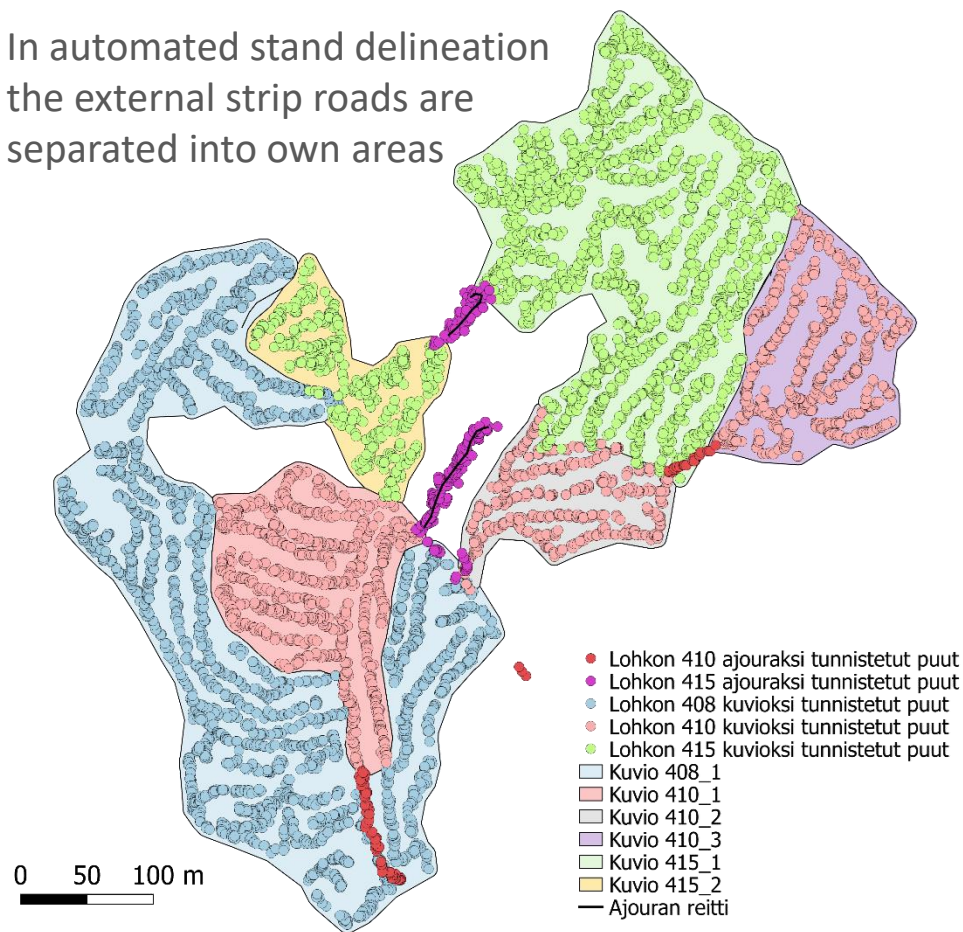 In automated stand delineation
the external strip roads are
separated into own areas
Lohkon 410 ajouraksi tunnistetut puut
Lohkon 415 ajouraksi tunnistetut puut
Lohkon 408 kuvioksi tunnistetut puut
Lohkon 410 kuvioksi tunnistetut puut
Lohkon 415 kuvioksi tunnistetut puut
Kuvio 408_1
Kuvio 410_1
Kuvio 410_2
Kuvio 410_3
Kuvio 415_1
Kuvio 415_2
Ajouran reitti
0 50 100 m